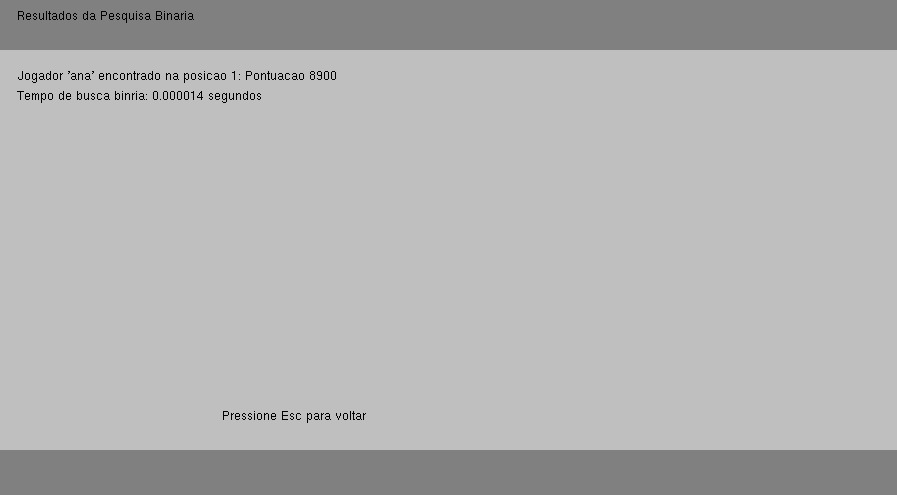 Resultados da Pesquisa Binaria
Jogador 'ana' encontrado na posicao 1: Pontuacao 8900
Tempo de busca binria: 0.000014 segundos
Pressione Esc para voltar